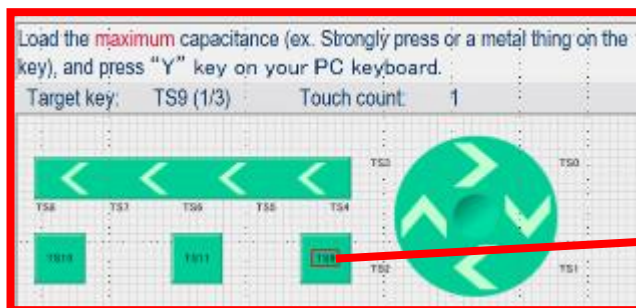 Load the maximum capacitance (ex. Strongly press or a metal thing on the
key), and press “Y” key on your PC keyboard.
Target key: TS9 (1/3) Touch count: 1
TS3 TS0
TS8 TS7 TS6 TS5 TS4
TS10 TS11 TS9
TS2 TS1